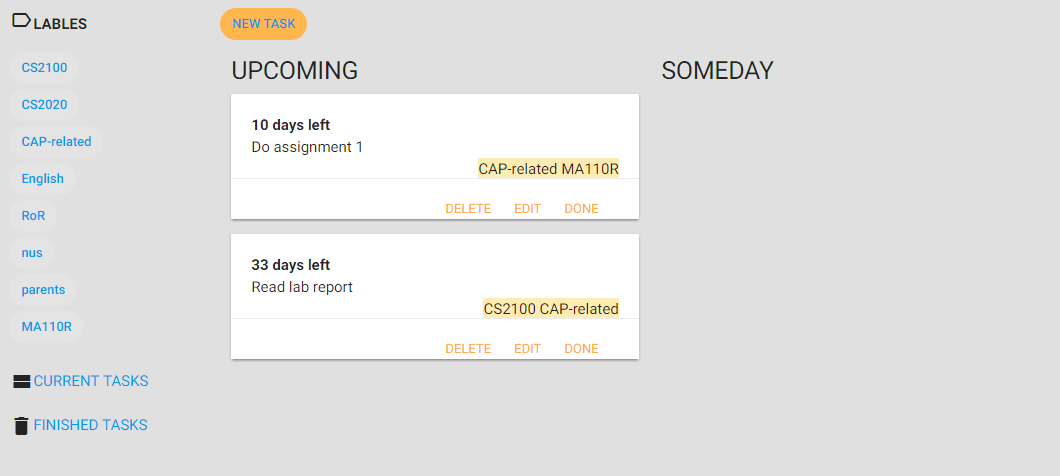 LABLES
CS2100
CS2020
CAP-related
English
RoR
nus
parents
MA110R
CURRENT TASKS
FINISHED TASKS
NEW TASK
UPCOMING
10 days left
Do assignment 1
CAP-related MA110R
DELETE EDIT DONE
33 days left
Read lab report
CS2100 CAP-related
DELETE EDIT DONE
SOMEDAY